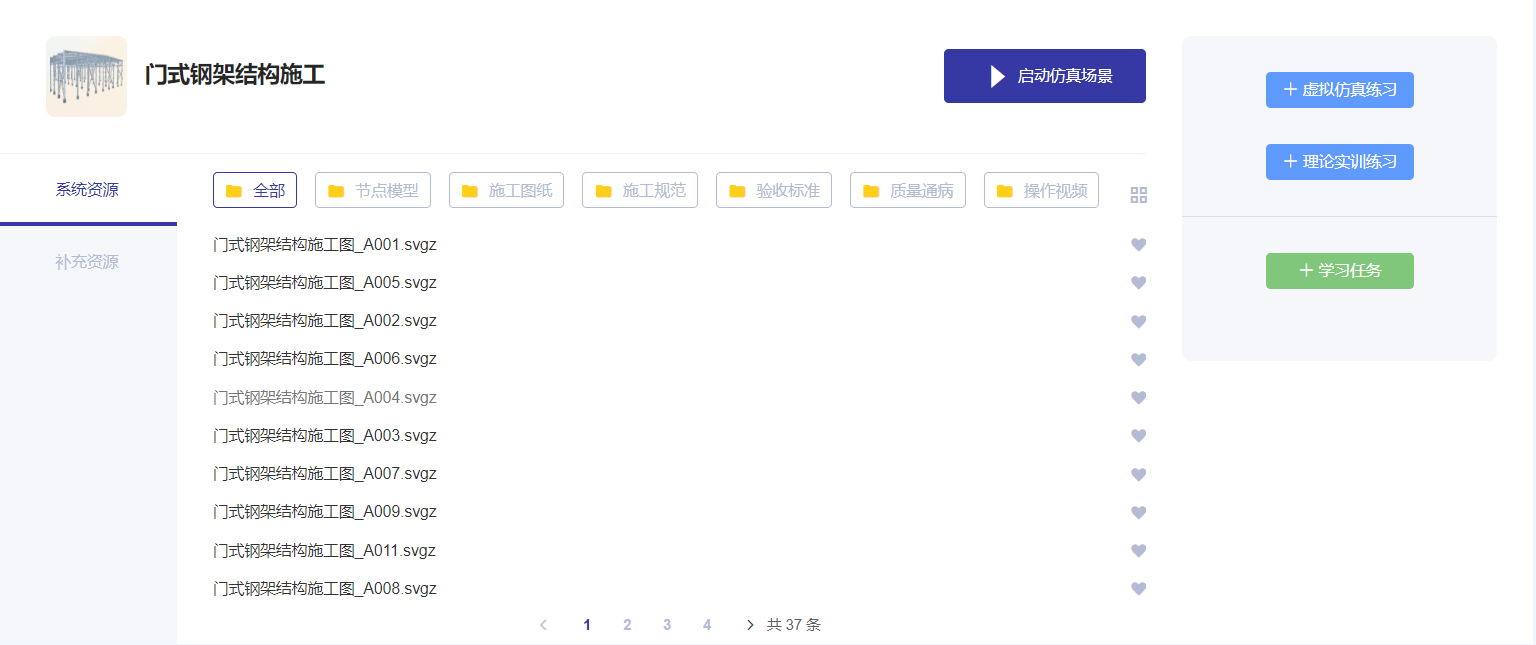 门式钢架结构施工
启动仿真场景
系统资源
补充资源
全部 节点模型 施工图纸 施工规范 验收标准 质量通病 操作视频
门式钢架结构施工图_A001.svgz
门式钢架结构施工图_A005.svgz
门式钢架结构施工图_A002.svgz
门式钢架结构施工图_A006.svgz
门式钢架结构施工图_A004.svgz
门式钢架结构施工图_A003.svgz
门式钢架结构施工图_A007.svgz
门式钢架结构施工图_A009.svgz
门式钢架结构施工图_A011.svgz
门式钢架结构施工图_A008.svgz
< 1 2 3 4 > 共 37 条
+ 虚拟仿真练习
+ 理论实训练习
+ 学习任务